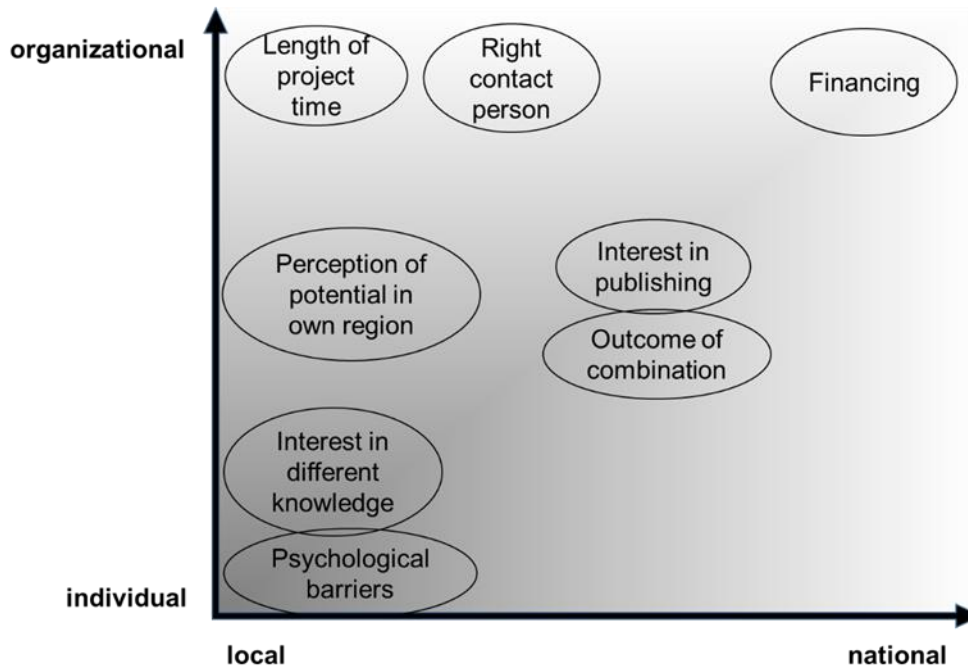 organizational
Length of
project
time
Right
contact
person
Financing
Perception of
potential in
own region
Interest in
publishing
Outcome of
combination
Interest in
different
knowledge
Psychological
barriers
individual
local
national